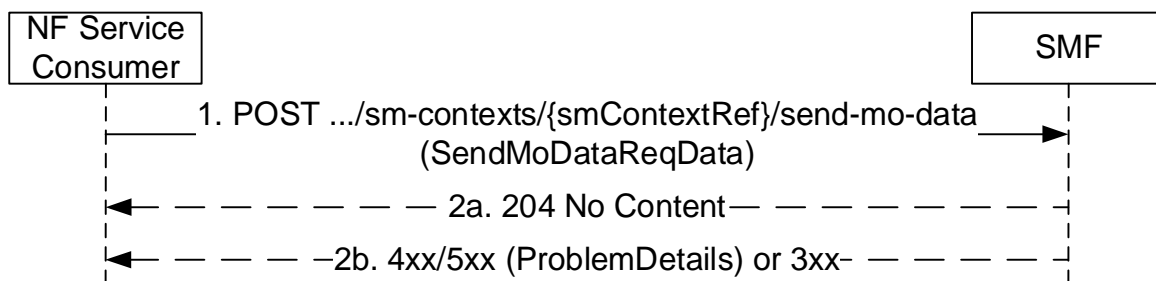 NF Service
Consumer
SMF
1. POST .../sm-contexts/{smContextRef}/send-mo-data
(SendMoDataReqData)
2a. 204 No Content
2b. 4xx/5xx (ProblemDetails) or 3xx